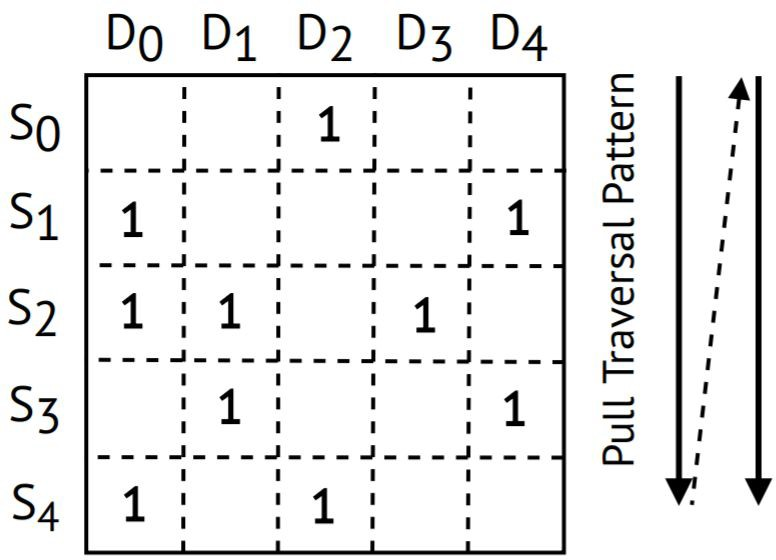 D0 D1 D2 D3 D4
S0 1
S1 1 1
S2 1 1 1
S3 1 1
S4 1 1
Pull Traversal Pattern